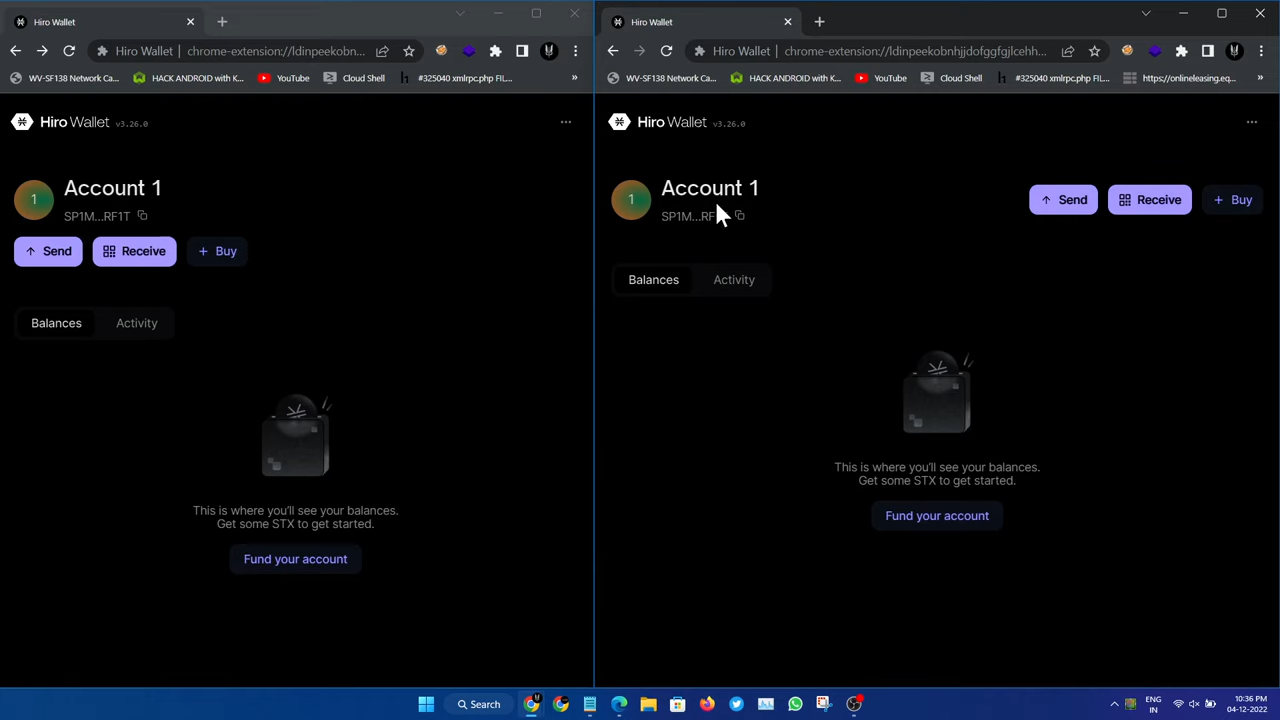 Hiro Wallet
Hiro Wallet | chrome-extension://ldinpeekobn...
WV-SF138 Network Ca...
HACK ANDROID with K...
YouTube
Cloud Shell
#325040 xmlrpc.php FIL...
»
Hiro Wallet v3.26.0
1
Account 1
SP1M...RF1T
Send
Receive
+ Buy
Balances
Activity
This is where you'll see your balances.
Get some STX to get started.
Fund your account
Hiro Wallet
Hiro Wallet | chrome-extension://ldinpeekobnhjjdofggfgjlcehh...
WV-SF138 Network Ca...
HACK ANDROID with K...
YouTube
Cloud Shell
#325040 xmlrpc.php FIL...
https://onlineleasing.eq...
»
Hiro Wallet v3.26.0
1
Account 1
SP1M...RF
Send
Receive
+ Buy
Balances
Activity
This is where you'll see your balances.
Get some STX to get started.
Fund your account
Search
ENG
IN
10:36 PM
04-12-2022